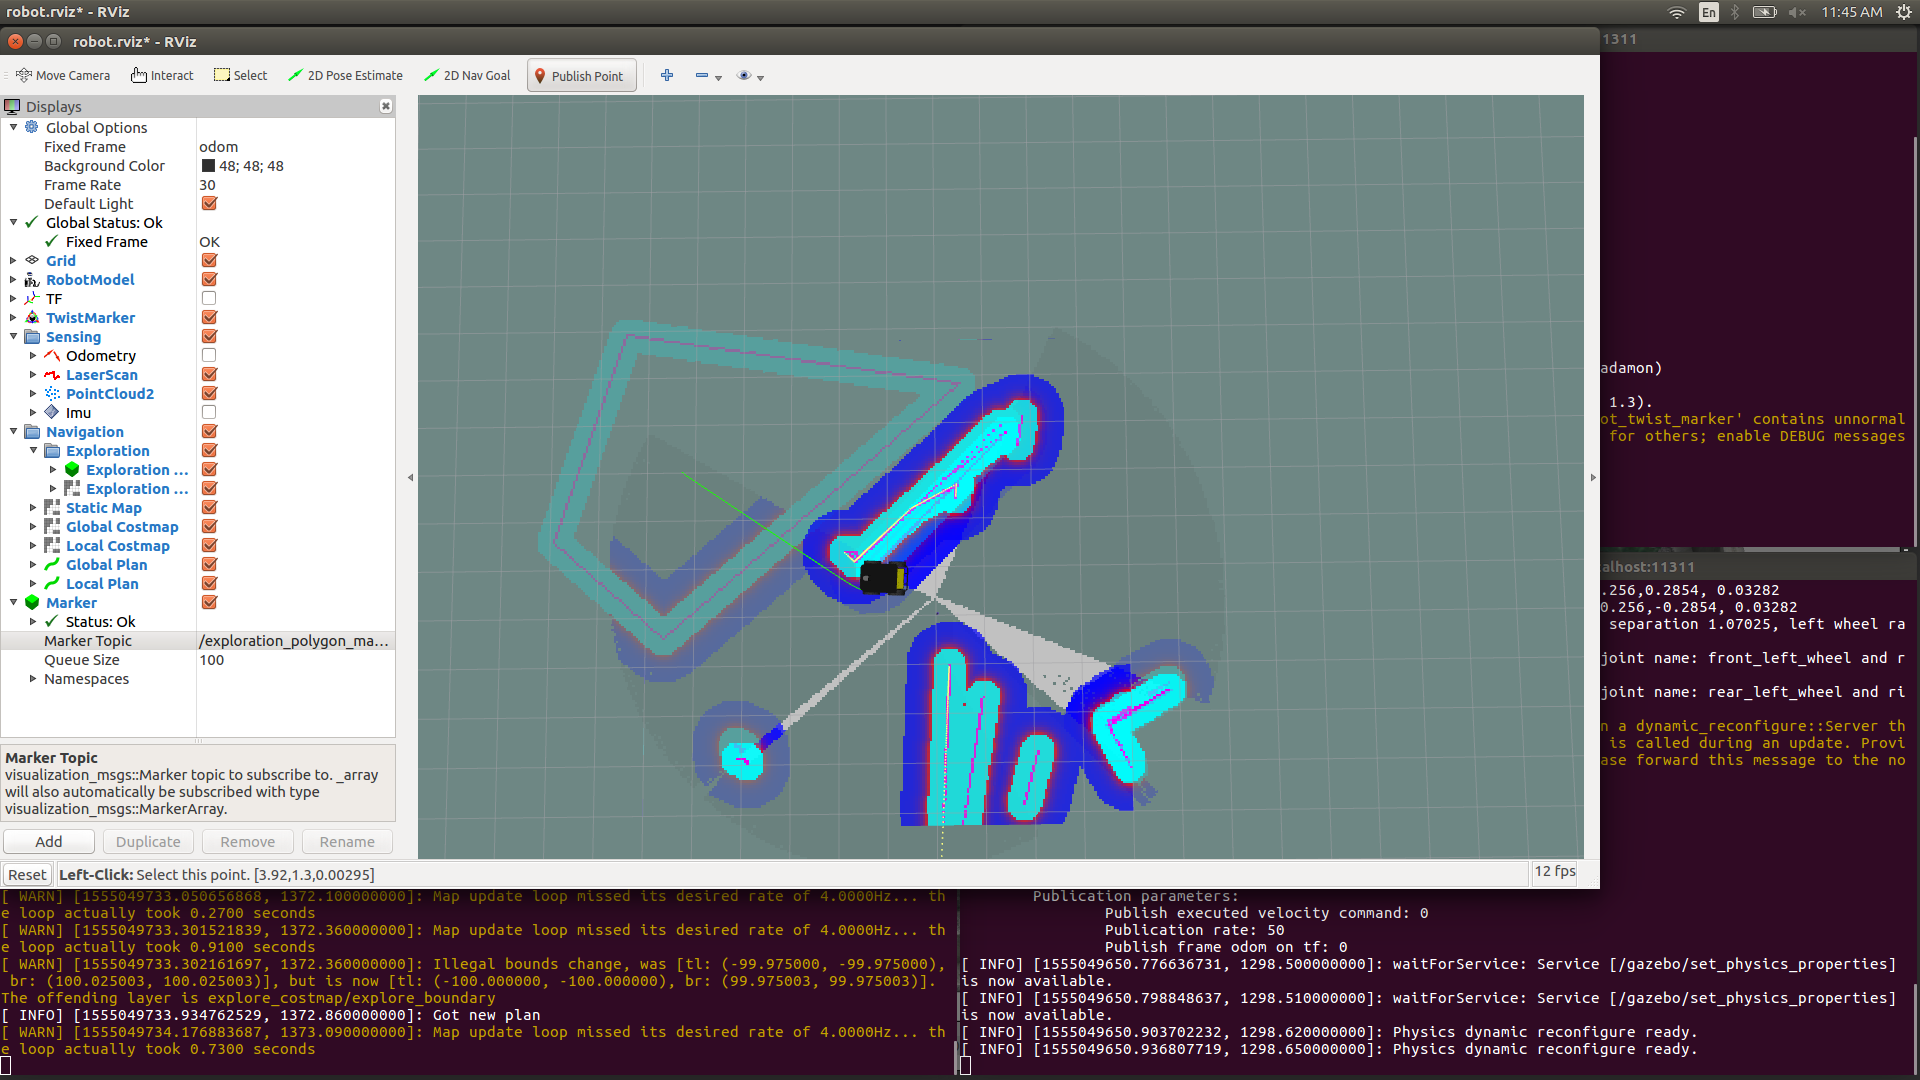 robot.rviz* - RViz
En
11:45 AM
robot.rviz* - RViz
1311
Move Camera
Interact
Select
2D Pose Estimate
2D Nav Goal
Publish Point
Displays
Global Options
Fixed Frame odom
Background Color 48; 48; 48
Frame Rate 30
Default Light
Global Status: Ok
Fixed Frame OK
Grid
RobotModel
TF
TwistMarker
Sensing
Odometry
LaserScan
PointCloud2
Imu
Navigation
Exploration
Exploration ...
Exploration ...
Static Map
Global Costmap
Local Costmap
Global Plan
Local Plan
Marker
Status: Ok
Marker Topic /exploration_polygon_ma...
Queue Size 100
Namespaces
Marker Topic
visualization_msgs::Marker topic to subscribe to. _array
will also automatically be subscribed with type
visualization_msgs::MarkerArray.
Add Duplicate Remove Rename
Reset
Left-Click: Select this point. [3.92,1.3,0.00295]
12 fps
adamon)
1.3).
ot_twist_marker' contains unnormal
for others; enable DEBUG messages
alhost:11311
.256,0.2854, 0.03282
0.256,-0.2854, 0.03282
separation 1.07025, left wheel ra
joint name: front_left_wheel and r
joint name: rear_left_wheel and ri
n a dynamic_reconfigure::Server th
is called during an update. Provi
ase forward this message to the no
[ WARN] [1555049733.050656868, 1372.100000000]: Map update loop missed its desired rate of 4.0000Hz... th
e loop actually took 0.2700 seconds
[ WARN] [1555049733.301521839, 1372.360000000]: Map update loop missed its desired rate of 4.0000Hz... th
e loop actually took 0.9100 seconds
[ WARN] [1555049733.302161697, 1372.360000000]: Illegal bounds change, was [tl: (-99.975000, -99.975000),
br: (100.025003, 100.025003)], but is now [tl: (-100.000000, -100.000000), br: (99.975003, 99.975003)].
The offending layer is explore_costmap/explore_boundary
[ INFO] [1555049733.934762529, 1372.860000000]: Got new plan
[ WARN] [1555049734.176883687, 1373.090000000]: Map update loop missed its desired rate of 4.0000Hz... th
e loop actually took 0.7300 seconds
Publication parameters:
Publish executed velocity command: 0
Publication rate: 50
Publish frame odom on tf: 0
[ INFO] [1555049650.776636731, 1298.500000000]: waitForService: Service [/gazebo/set_physics_properties]
is now available.
[ INFO] [1555049650.798848637, 1298.510000000]: waitForService: Service [/gazebo/set_physics_properties]
is now available.
[ INFO] [1555049650.903702232, 1298.620000000]: Physics dynamic reconfigure ready.
[ INFO] [1555049650.936807719, 1298.650000000]: Physics dynamic reconfigure ready.